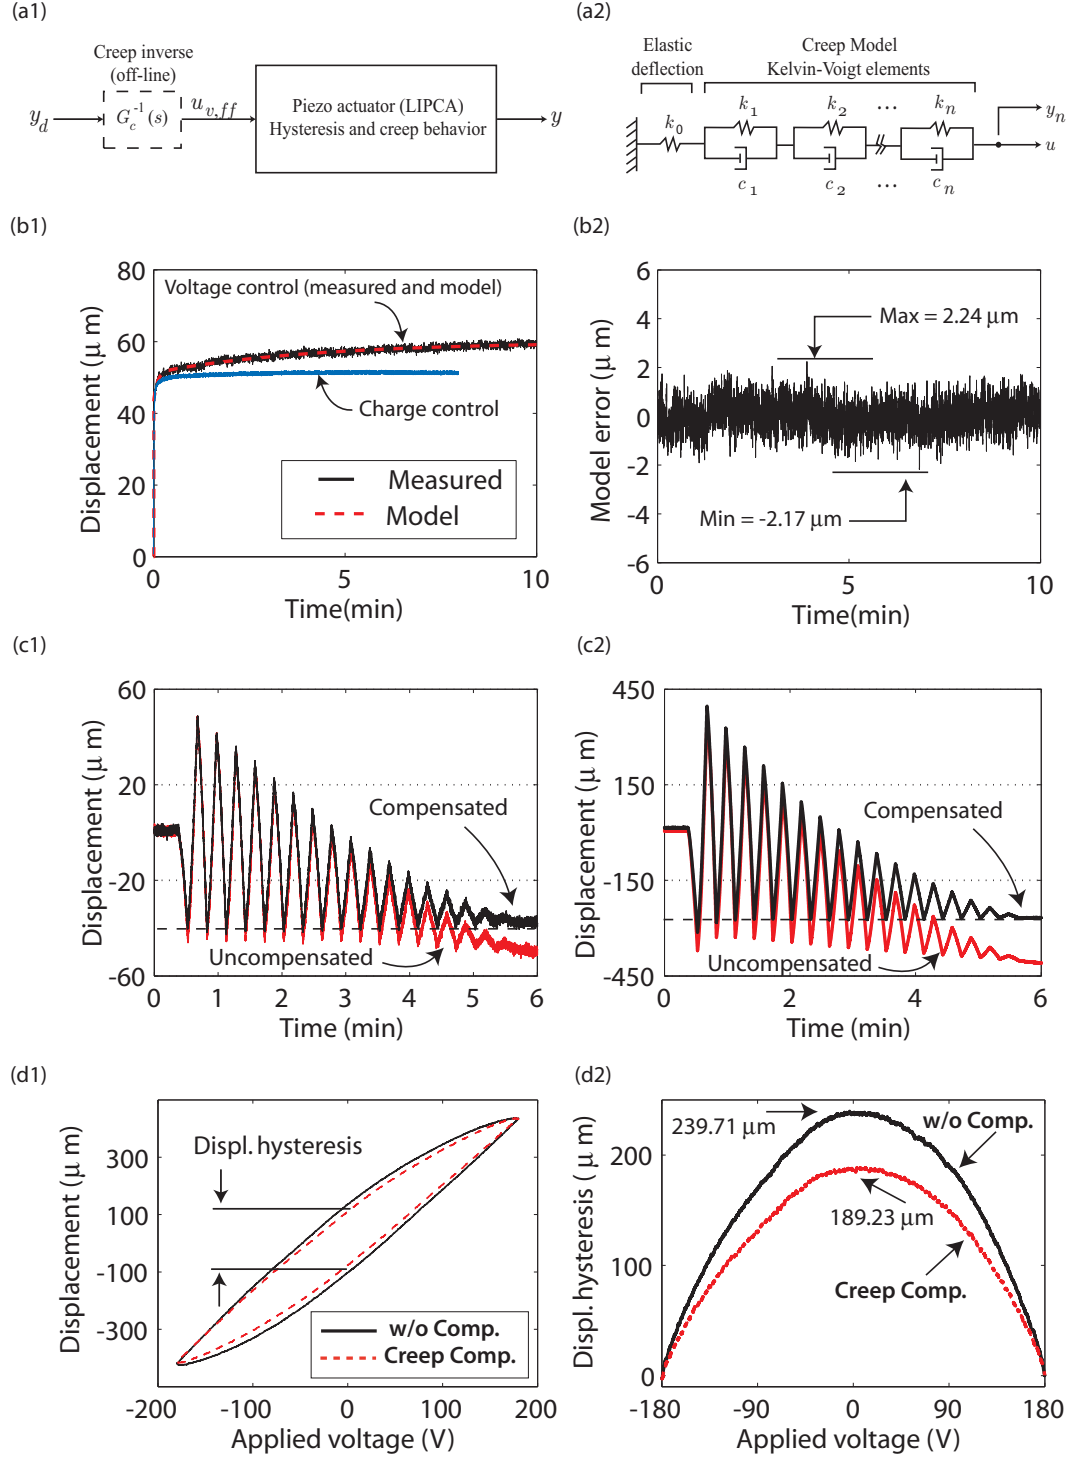 (a1)
Creep inverse
(off-line)
y_d
G_c^{-1}(s)
u_{v,ff}
Piezo actuator (LIPCA)
Hysteresis and creep behavior
y
(a2)
Elastic
deflection
Creep Model
Kelvin-Voigt elements
k_0
k_1
k_2
...
k_n
c_1
c_2
...
c_n
y_n
u
(b1)
Displacement (μ m)
80
60
40
20
0
Voltage control (measured and model)
Charge control
Measured
Model
0
5
10
Time(min)
(b2)
Model error (μ m)
6
4
2
0
-2
-4
-6
Max = 2.24 μm
Min = -2.17 μm
0
5
10
Time(min)
(c1)
Displacement (μ m)
60
20
-20
-60
Compensated
Uncompensated
0
1
2
3
4
5
6
Time (min)
(c2)
Displacement (μ m)
450
150
-150
-450
Compensated
Uncompensated
0
2
4
6
Time (min)
(d1)
Displacement (μ m)
300
100
-100
-300
Displ. hysteresis
w/o Comp.
Creep Comp.
-200
-100
0
100
200
Applied voltage (V)
(d2)
Displ. hysteresis (μ m)
200
100
0
239.71 μm
w/o Comp.
189.23 μm
Creep Comp.
-180
-90
0
90
180
Applied voltage (V)